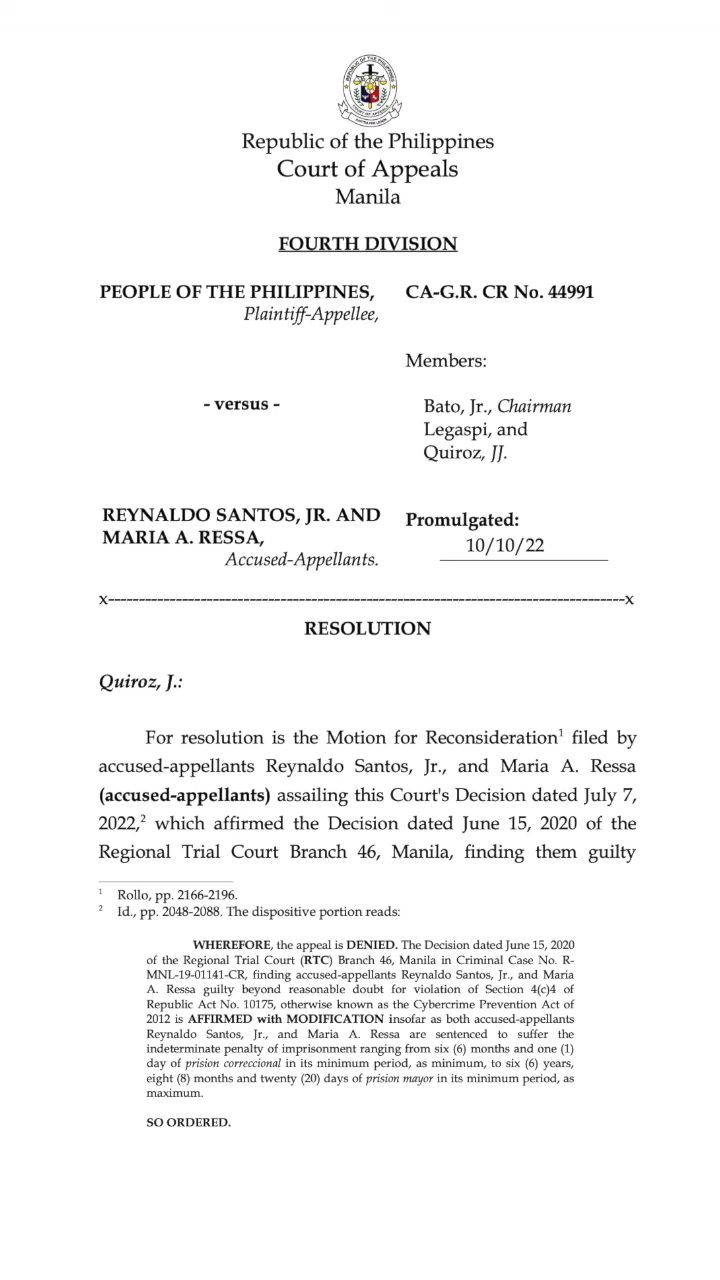 REPUBLIC OF THE PHILIPPINES
COURT OF APPEALS
Republic of the Philippines
Court of Appeals
Manila
FOURTH DIVISION
PEOPLE OF THE PHILIPPINES,
Plaintiff-Appellee,
CA-G.R. CR No. 44991
Members:
- versus -
Bato, Jr., Chairman
Legaspi, and
Quiroz, JJ.
REYNALDO SANTOS, JR. AND
MARIA A. RESSA,
Accused-Appellants.
Promulgated:
10/10/22
x-------------------------------------------------------------------------------------x
RESOLUTION
Quiroz, J.:
For resolution is the Motion for Reconsideration¹ filed by
accused-appellants Reynaldo Santos, Jr., and Maria A. Ressa
(accused-appellants) assailing this Court's Decision dated July 7,
2022,² which affirmed the Decision dated June 15, 2020 of the
Regional Trial Court Branch 46, Manila, finding them guilty
¹ Rollo, pp. 2166-2196.
² Id., pp. 2048-2088. The dispositive portion reads:
WHEREFORE, the appeal is DENIED. The Decision dated June 15, 2020
of the Regional Trial Court (RTC) Branch 46, Manila in Criminal Case No. R-
MNL-19-01141-CR, finding accused-appellants Reynaldo Santos, Jr., and Maria
A. Ressa guilty beyond reasonable doubt for violation of Section 4(c)4 of
Republic Act No. 10175, otherwise known as the Cybercrime Prevention Act of
2012 is AFFIRMED with MODIFICATION insofar as both accused-appellants
Reynaldo Santos, Jr., and Maria A. Ressa are sentenced to suffer the
indeterminate penalty of imprisonment ranging from six (6) months and one (1)
day of prision correccional in its minimum period, as minimum, to six (6) years,
eight (8) months and twenty (20) days of prision mayor in its minimum period, as
maximum.
SO ORDERED.